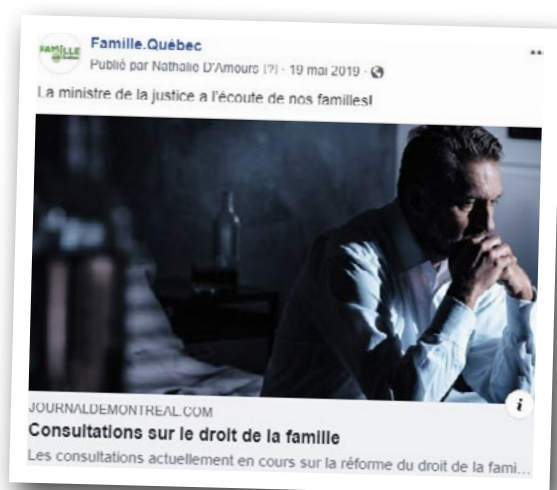 FAMILLE
Famille.Québec
Publié par Nathalie D'Amours [?] · 19 mai 2019 ·
La ministre de la justice a l'écoute de nos familles!
JOURNALDEMONTREAL.COM
i
Consultations sur le droit de la famille
Les consultations actuellement en cours sur la réforme du droit de la fami...